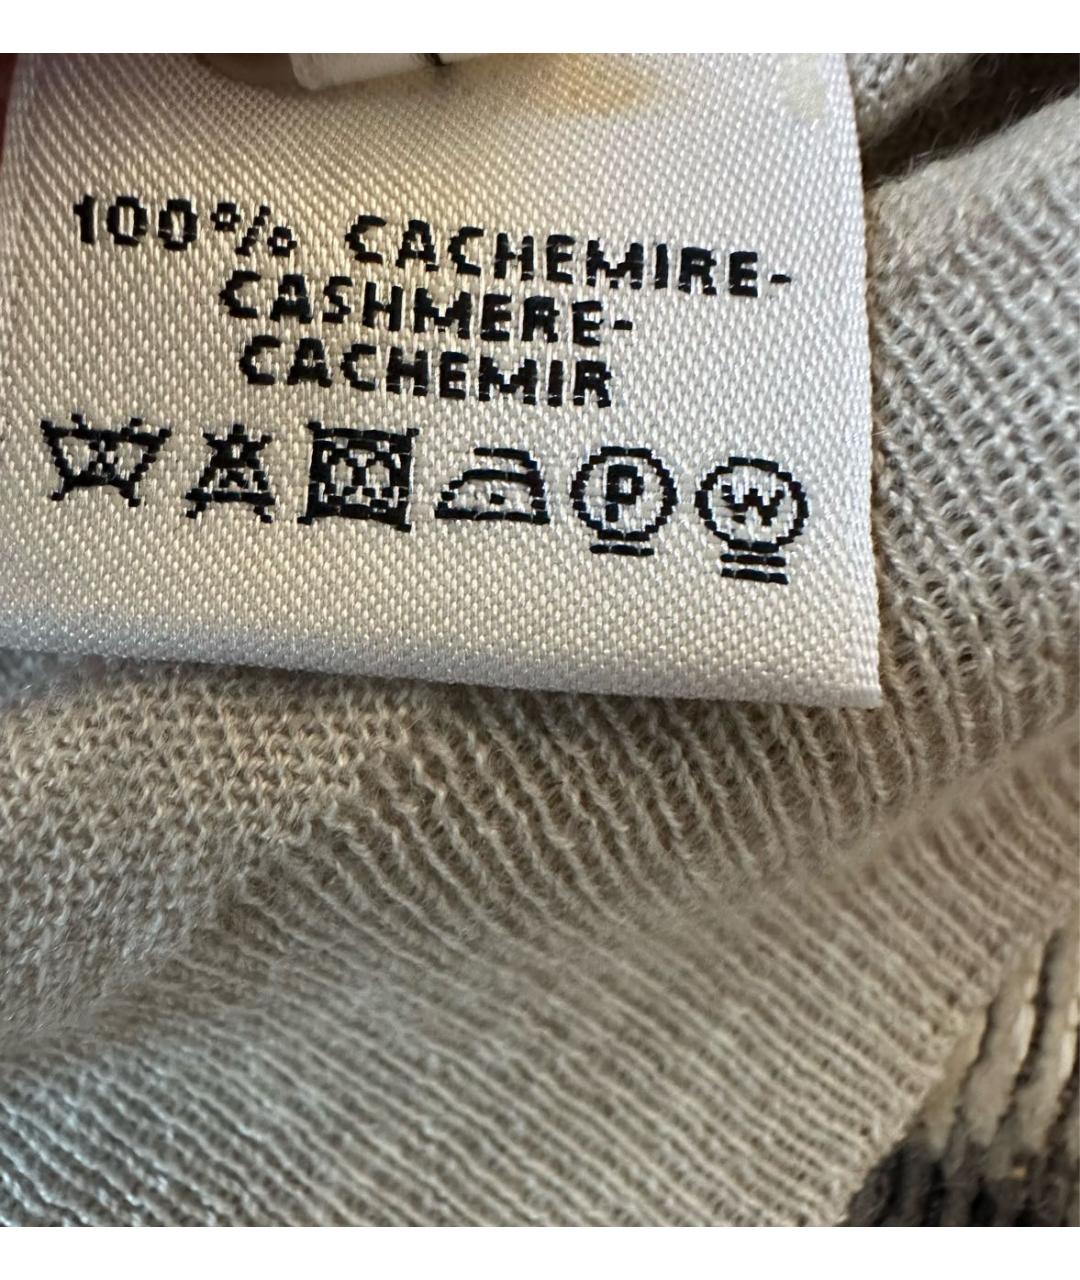 100% CACHEMIRE-
CASHMERE-
CACHEMIR
P W